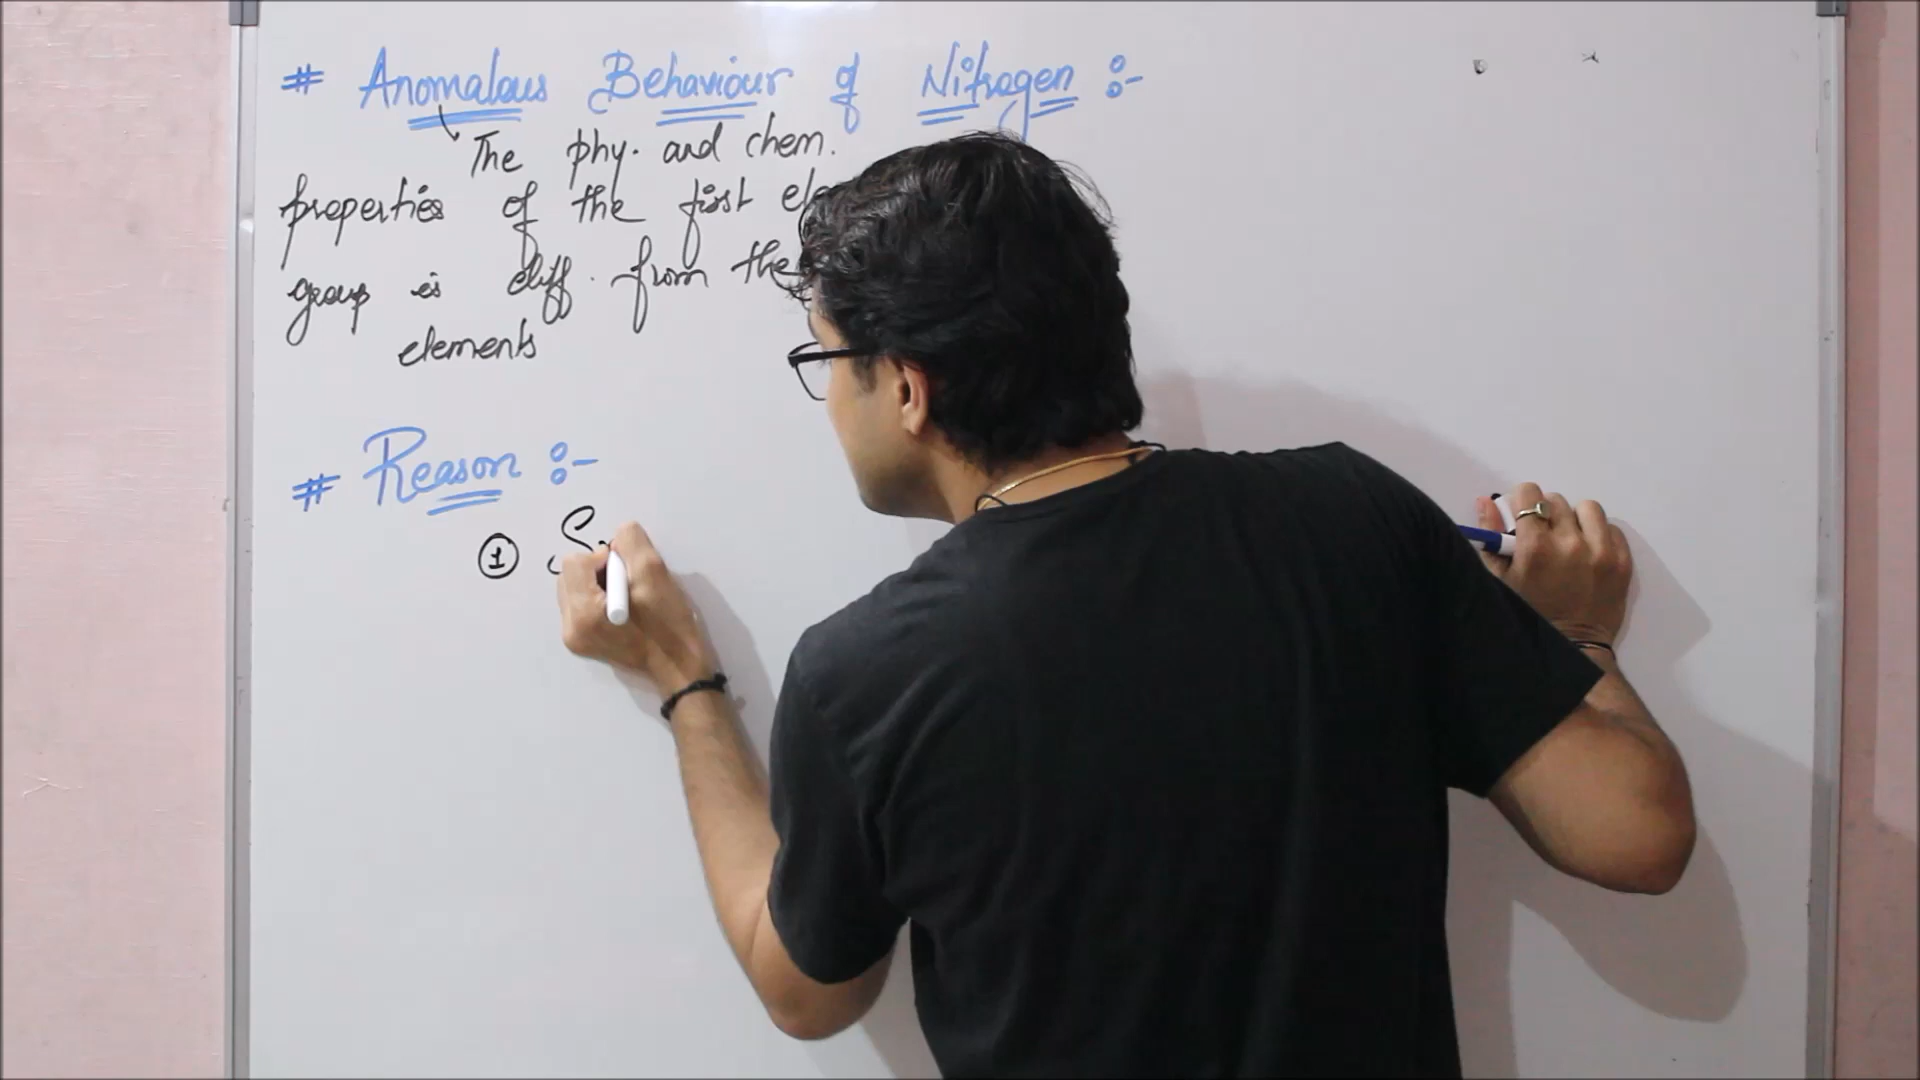 # Anomalous Behaviour of Nitrogen :-
The phy. and chem.
properties of the first
group is diff. from the
elements
# Reason :-
①